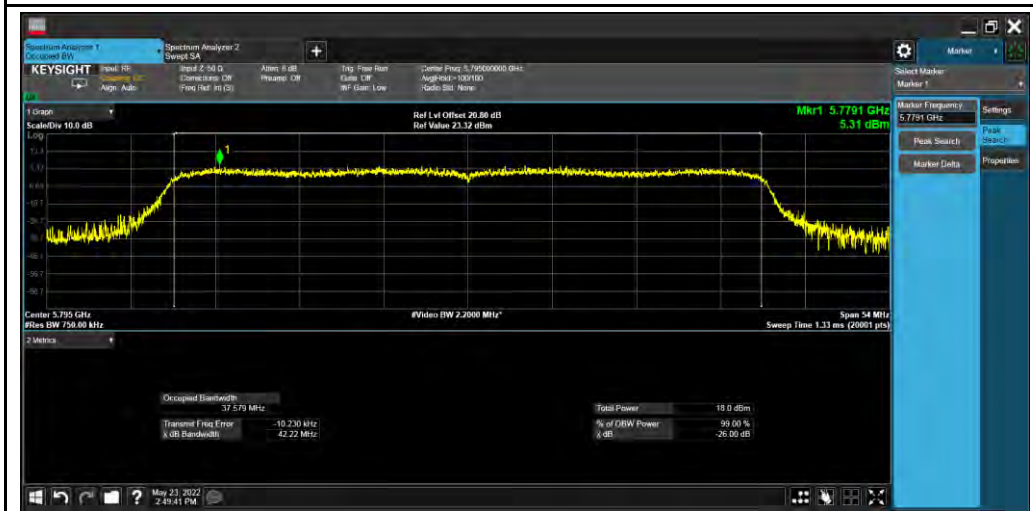 Spectrum Analyzer 1
Occupied BW
Spectrum Analyzer 2
Swept SA
+
Marker
KEYSIGHT
Input: RF
Coupling: DC
Align: Auto
Input Z: 50 Ω
Corrections: Off
Freq Ref: Int (S)
Atten: 6 dB
Preamp: Off
Trig: Free Run
Gate: Off
#IF Gain: Low
Center Freq: 5.795000000 GHz
Avg|Hold:>100/100
Radio Std: None
Select Marker
Marker 1
Marker Frequency
5.7791 GHz
Settings
Peak Search
Peak
Search
Marker Delta
Properties
1 Graph
Scale/Div 10.0 dB
Ref Lvl Offset 20.80 dB
Ref Value 23.32 dBm
Mkr1 5.7791 GHz
5.31 dBm
Log
13.3
1
Center 5.795 GHz
#Res BW 750.00 kHz
#Video BW 2.2000 MHz*
Span 54 MHz
Sweep Time 1.33 ms (20001 pts)
2 Metrics
Occupied Bandwidth
37.579 MHz
Total Power 18.0 dBm
Transmit Freq Error -10.230 kHz
% of OBW Power 99.00 %
x dB Bandwidth 42.22 MHz
x dB -26.00 dB
?
May 23, 2022
2:49:41 PM